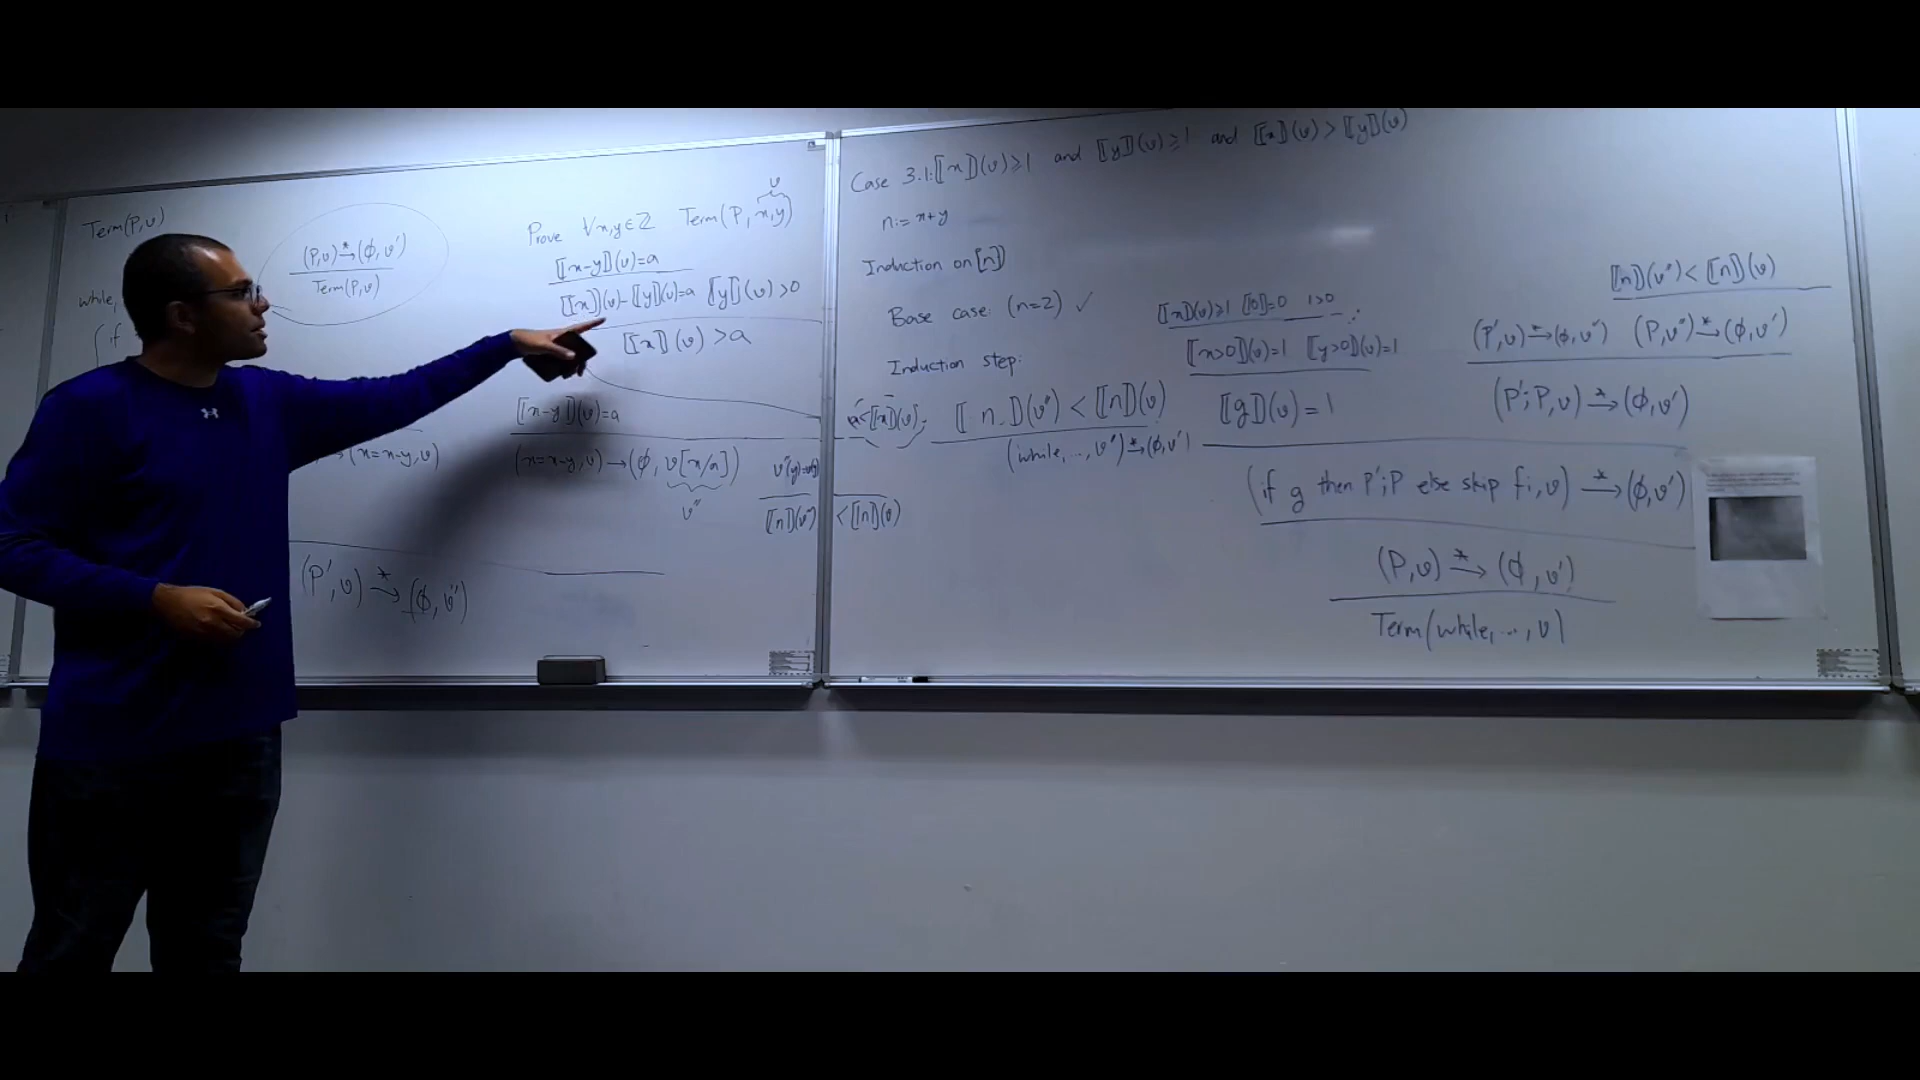 Term(P,υ)
(P,υ) →* (ϕ,υ')
Term(P,υ)
while,
if
υ
Prove ∀x,y∈ℤ Term(P, x,y)
⟦x-y⟧(υ)=a
⟦x⟧(υ)-⟦y⟧(υ)=a ⟦y⟧(υ)>0
⟦x⟧(υ)>a
⟦x-y⟧(υ)=a
→(x=x-y,υ)
(x=x-y,υ)→(ϕ, υ[x/a])
υ''
υ''(y)=υ(y)
⟦n⟧(υ'') <⟦n⟧(υ)
(P',υ) →* (ϕ,υ'')
Case 3.1:⟦x⟧(υ)⩾1 and ⟦y⟧(υ)⩾1 and ⟦x⟧(υ)>⟦y⟧(υ)
n:= x+y
Induction on ⟦n⟧
Base case: (n=2) ✓
Induction step:
a<⟦x⟧(υ)
⟦n⟧(υ'')<⟦n⟧(υ)
(while,...,υ'')→*(ϕ,υ')
⟦x⟧(υ)⩾1 ⟦0⟧=0 1>0
⟦x>0⟧(υ)=1 ⟦y>0⟧(υ)=1
⟦g⟧(υ)=1
⟦n⟧(υ'')<⟦n⟧(υ)
(P',υ)→*(ϕ,υ'') (P,υ'')→*(ϕ,υ')
(P';P,υ)→*(ϕ,υ')
(if g then P';P else skip fi,υ) →* (ϕ,υ')
(P,υ) →* (ϕ,υ')
Term(while,...,υ)